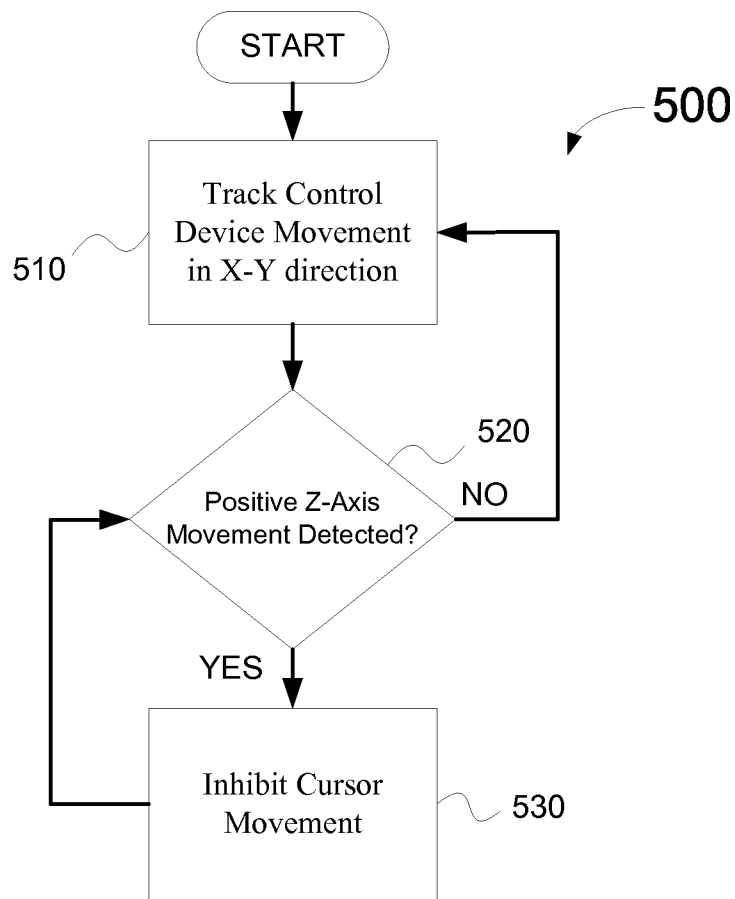 START
500
Track Control
Device Movement
in X-Y direction
510
520
Positive Z-Axis
Movement Detected?
NO
YES
Inhibit Cursor
Movement
530